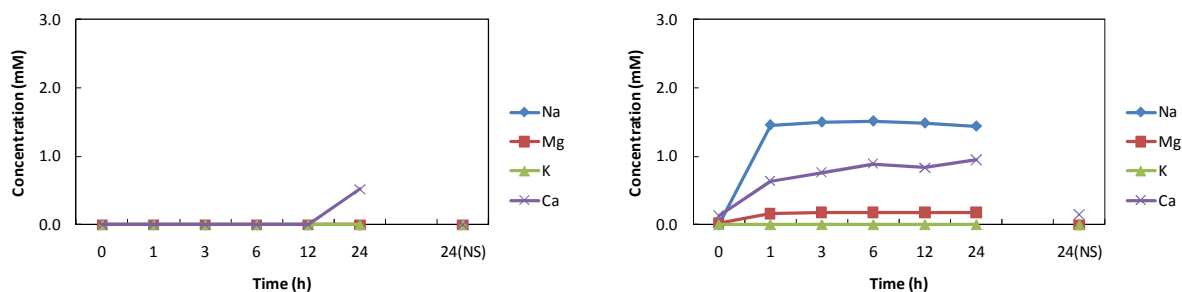 3.0
2.0
1.0
0.0
Concentration (mM)
0 1 3 6 12 24 24(NS)
Time (h)
Na
Mg
K
Ca
3.0
2.0
1.0
0.0
Concentration (mM)
0 1 3 6 12 24 24(NS)
Time (h)
Na
Mg
K
Ca